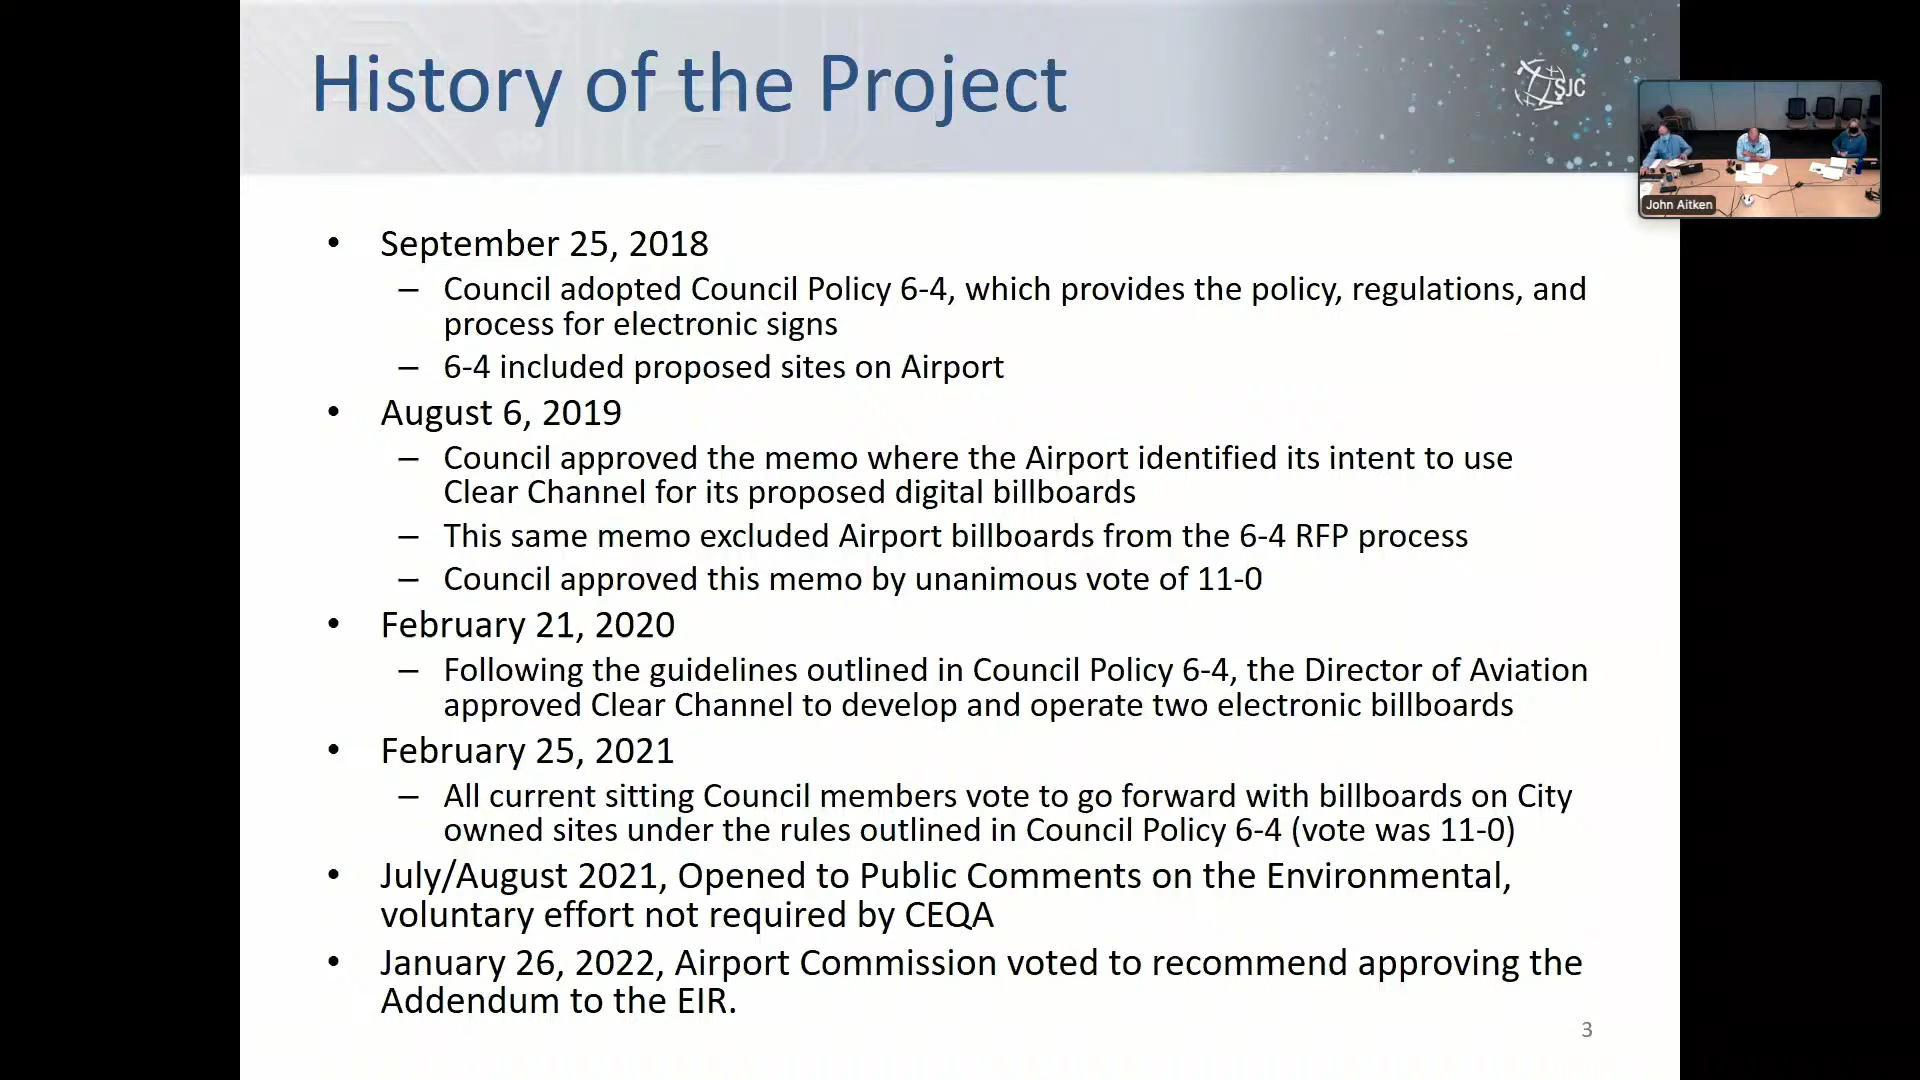 History of the Project
SJC
John Aitken
• September 25, 2018
– Council adopted Council Policy 6-4, which provides the policy, regulations, and
process for electronic signs
– 6-4 included proposed sites on Airport
• August 6, 2019
– Council approved the memo where the Airport identified its intent to use
Clear Channel for its proposed digital billboards
– This same memo excluded Airport billboards from the 6-4 RFP process
– Council approved this memo by unanimous vote of 11-0
• February 21, 2020
– Following the guidelines outlined in Council Policy 6-4, the Director of Aviation
approved Clear Channel to develop and operate two electronic billboards
• February 25, 2021
– All current sitting Council members vote to go forward with billboards on City
owned sites under the rules outlined in Council Policy 6-4 (vote was 11-0)
• July/August 2021, Opened to Public Comments on the Environmental,
voluntary effort not required by CEQA
• January 26, 2022, Airport Commission voted to recommend approving the
Addendum to the EIR.
3